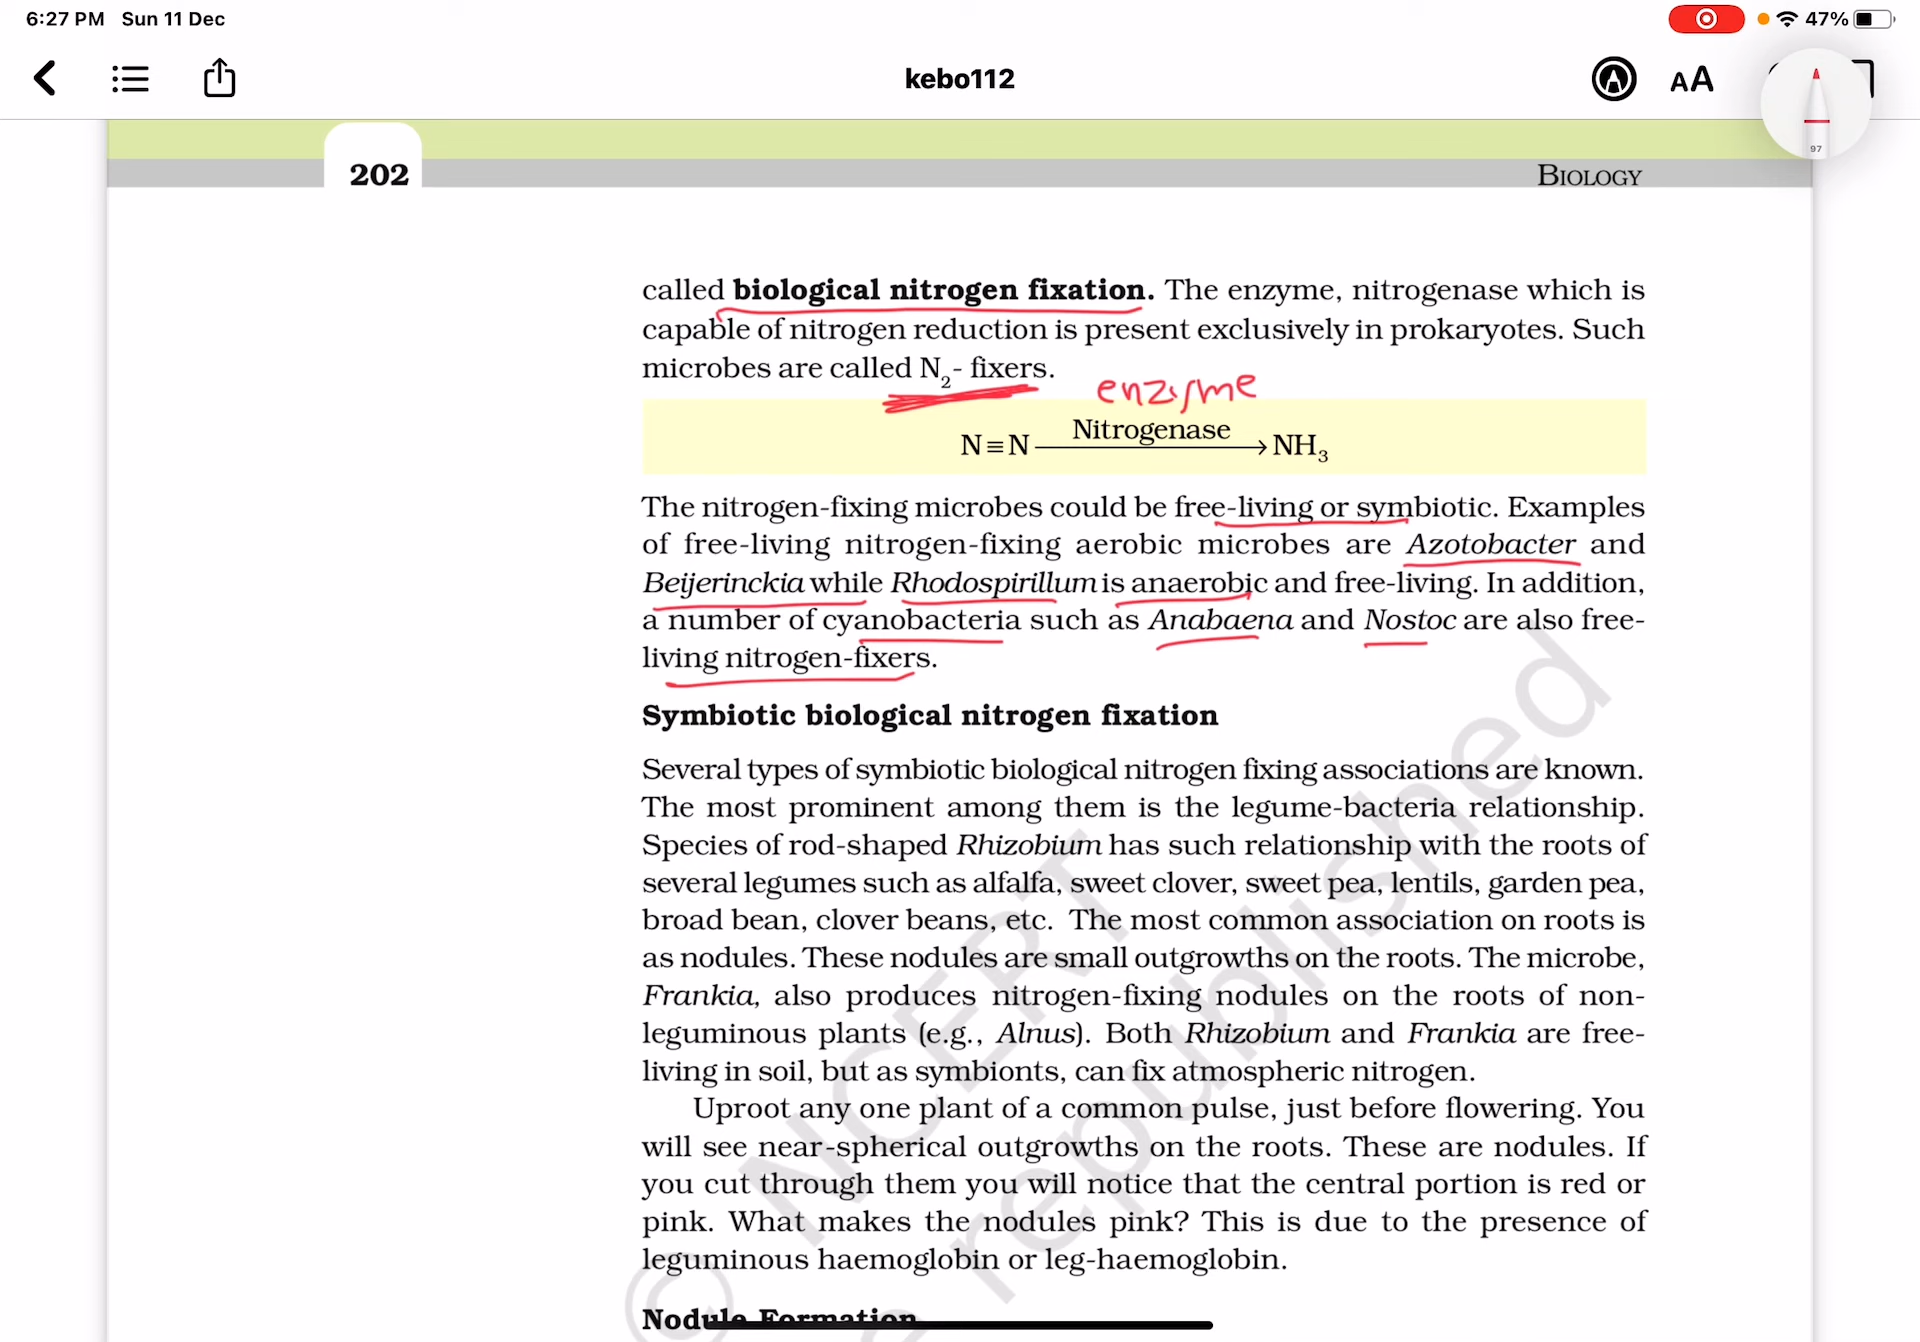 6:27 PM Sun 11 Dec
47%
kebo112
AA
97
202
BIOLOGY
called biological nitrogen fixation. The enzyme, nitrogenase which is
capable of nitrogen reduction is present exclusively in prokaryotes. Such
microbes are called N₂- fixers.
enzyme
Nitrogenase
N≡N → NH₃
The nitrogen-fixing microbes could be free-living or symbiotic. Examples
of free-living nitrogen-fixing aerobic microbes are Azotobacter and
Beijerinckia while Rhodospirillum is anaerobic and free-living. In addition,
a number of cyanobacteria such as Anabaena and Nostoc are also free-
living nitrogen-fixers.
Symbiotic biological nitrogen fixation
Several types of symbiotic biological nitrogen fixing associations are known.
The most prominent among them is the legume-bacteria relationship.
Species of rod-shaped Rhizobium has such relationship with the roots of
several legumes such as alfalfa, sweet clover, sweet pea, lentils, garden pea,
broad bean, clover beans, etc. The most common association on roots is
as nodules. These nodules are small outgrowths on the roots. The microbe,
Frankia, also produces nitrogen-fixing nodules on the roots of non-
leguminous plants (e.g., Alnus). Both Rhizobium and Frankia are free-
living in soil, but as symbionts, can fix atmospheric nitrogen.
Uproot any one plant of a common pulse, just before flowering. You
will see near-spherical outgrowths on the roots. These are nodules. If
you cut through them you will notice that the central portion is red or
pink. What makes the nodules pink? This is due to the presence of
leguminous haemoglobin or leg-haemoglobin.
Nodule Formation
© NCERT
republished